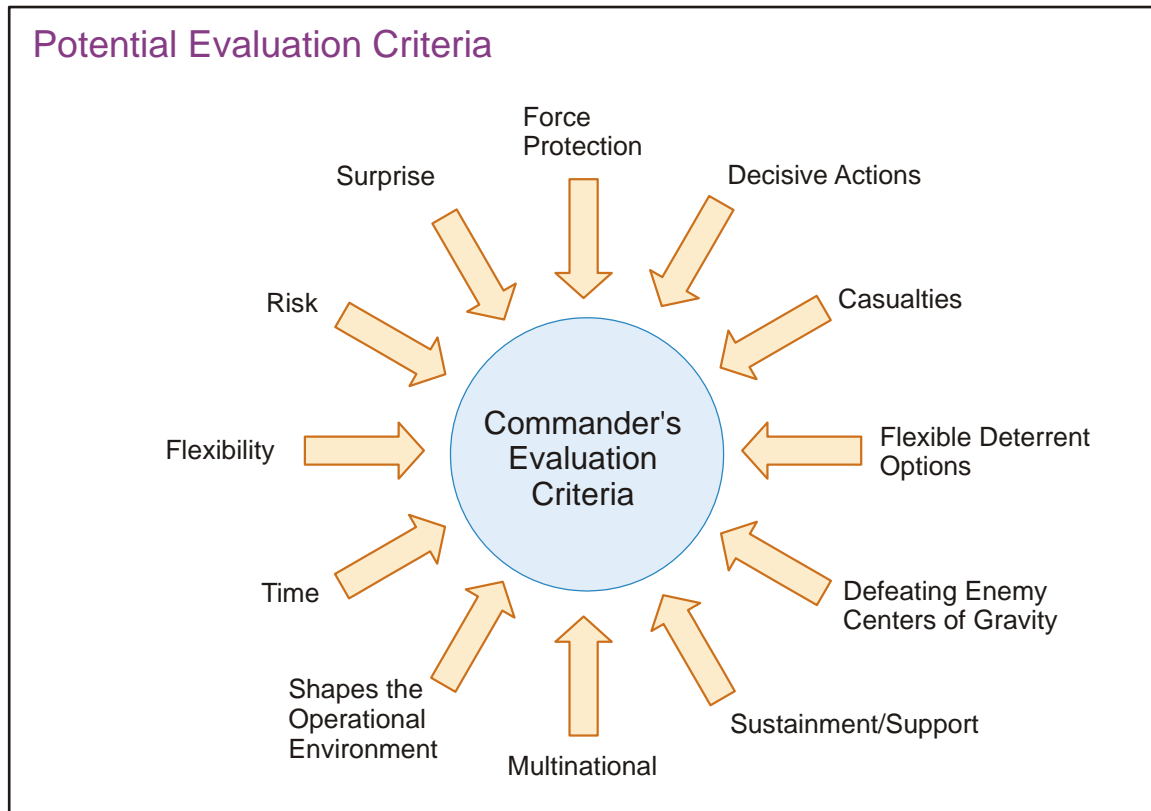 Potential Evaluation Criteria
Force
Protection
Surprise
Decisive Actions
Risk
Casualties
Commander's
Evaluation
Criteria
Flexibility
Flexible Deterrent
Options
Time
Defeating Enemy
Centers of Gravity
Shapes the
Operational
Environment
Sustainment/Support
Multinational